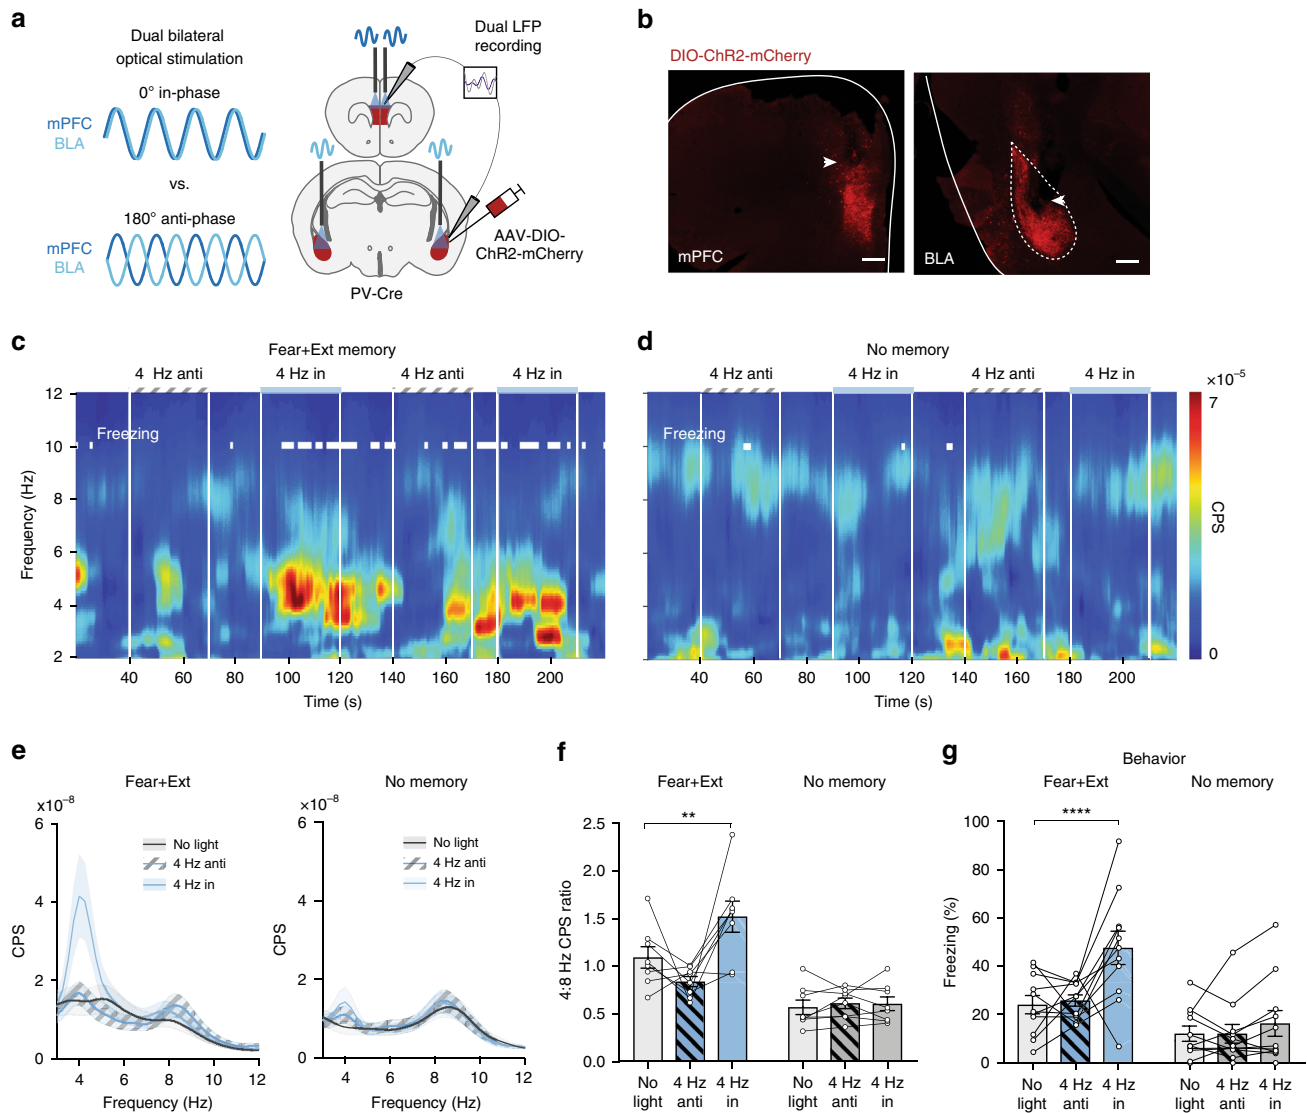 a
Dual bilateral
optical stimulation
0° in-phase
mPFC
BLA
vs.
180° anti-phase
mPFC
BLA
Dual LFP
recording
AAV-DIO-
ChR2-mCherry
PV-Cre
b
DIO-ChR2-mCherry
mPFC
BLA
c
Fear+Ext memory
4 Hz anti
4 Hz in
4 Hz anti
4 Hz in
Freezing
Frequency (Hz)
12
10
8
6
4
2
40 60 80 100 120 140 160 180 200
Time (s)
d
No memory
4 Hz anti
4 Hz in
4 Hz anti
4 Hz in
Freezing
40 60 80 100 120 140 160 180 200
Time (s)
×10⁻⁵
7
0
CPS
e
Fear+Ext
x10⁻⁸
6
4
2
0
CPS
No light
4 Hz anti
4 Hz in
4 6 8 10 12
Frequency (Hz)
No memory
×10⁻⁸
6
4
2
0
CPS
No light
4 Hz anti
4 Hz in
4 6 8 10 12
Frequency (Hz)
f
Fear+Ext
No memory
**
4:8 Hz CPS ratio
2.5
2.0
1.5
1.0
0.5
0.0
No light
4 Hz anti
4 Hz in
No light
4 Hz anti
4 Hz in
g
Behavior
Fear+Ext
No memory
****
Freezing (%)
100
80
60
40
20
0
No light
4 Hz anti
4 Hz in
No light
4 Hz anti
4 Hz in